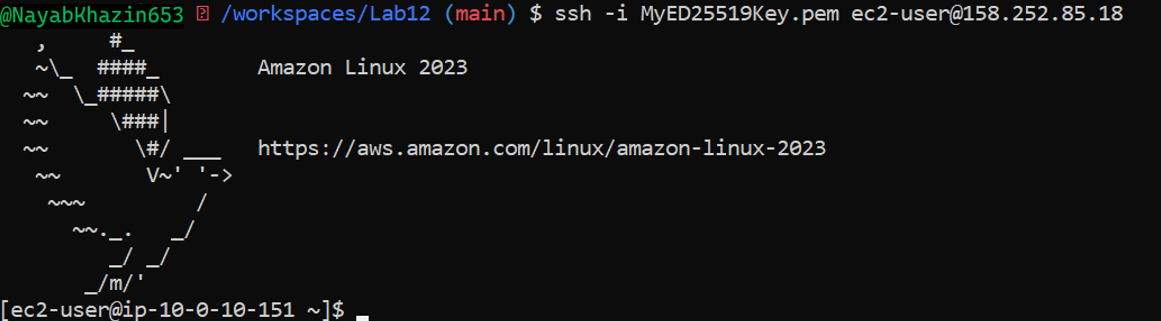 @NayabKhazin653 /workspaces/Lab12 (main) $ ssh -i MyED25519Key.pem ec2-user@158.252.85.18
   ,     #_
   ~\_  ####_        Amazon Linux 2023
  ~~  \_#####\
  ~~     \###|
  ~~       \#/ ___   https://aws.amazon.com/linux/amazon-linux-2023
   ~~       V~' '->
    ~~~         /
      ~~._.   _/
         _/ _/
       _/m/'
[ec2-user@ip-10-0-10-151 ~]$